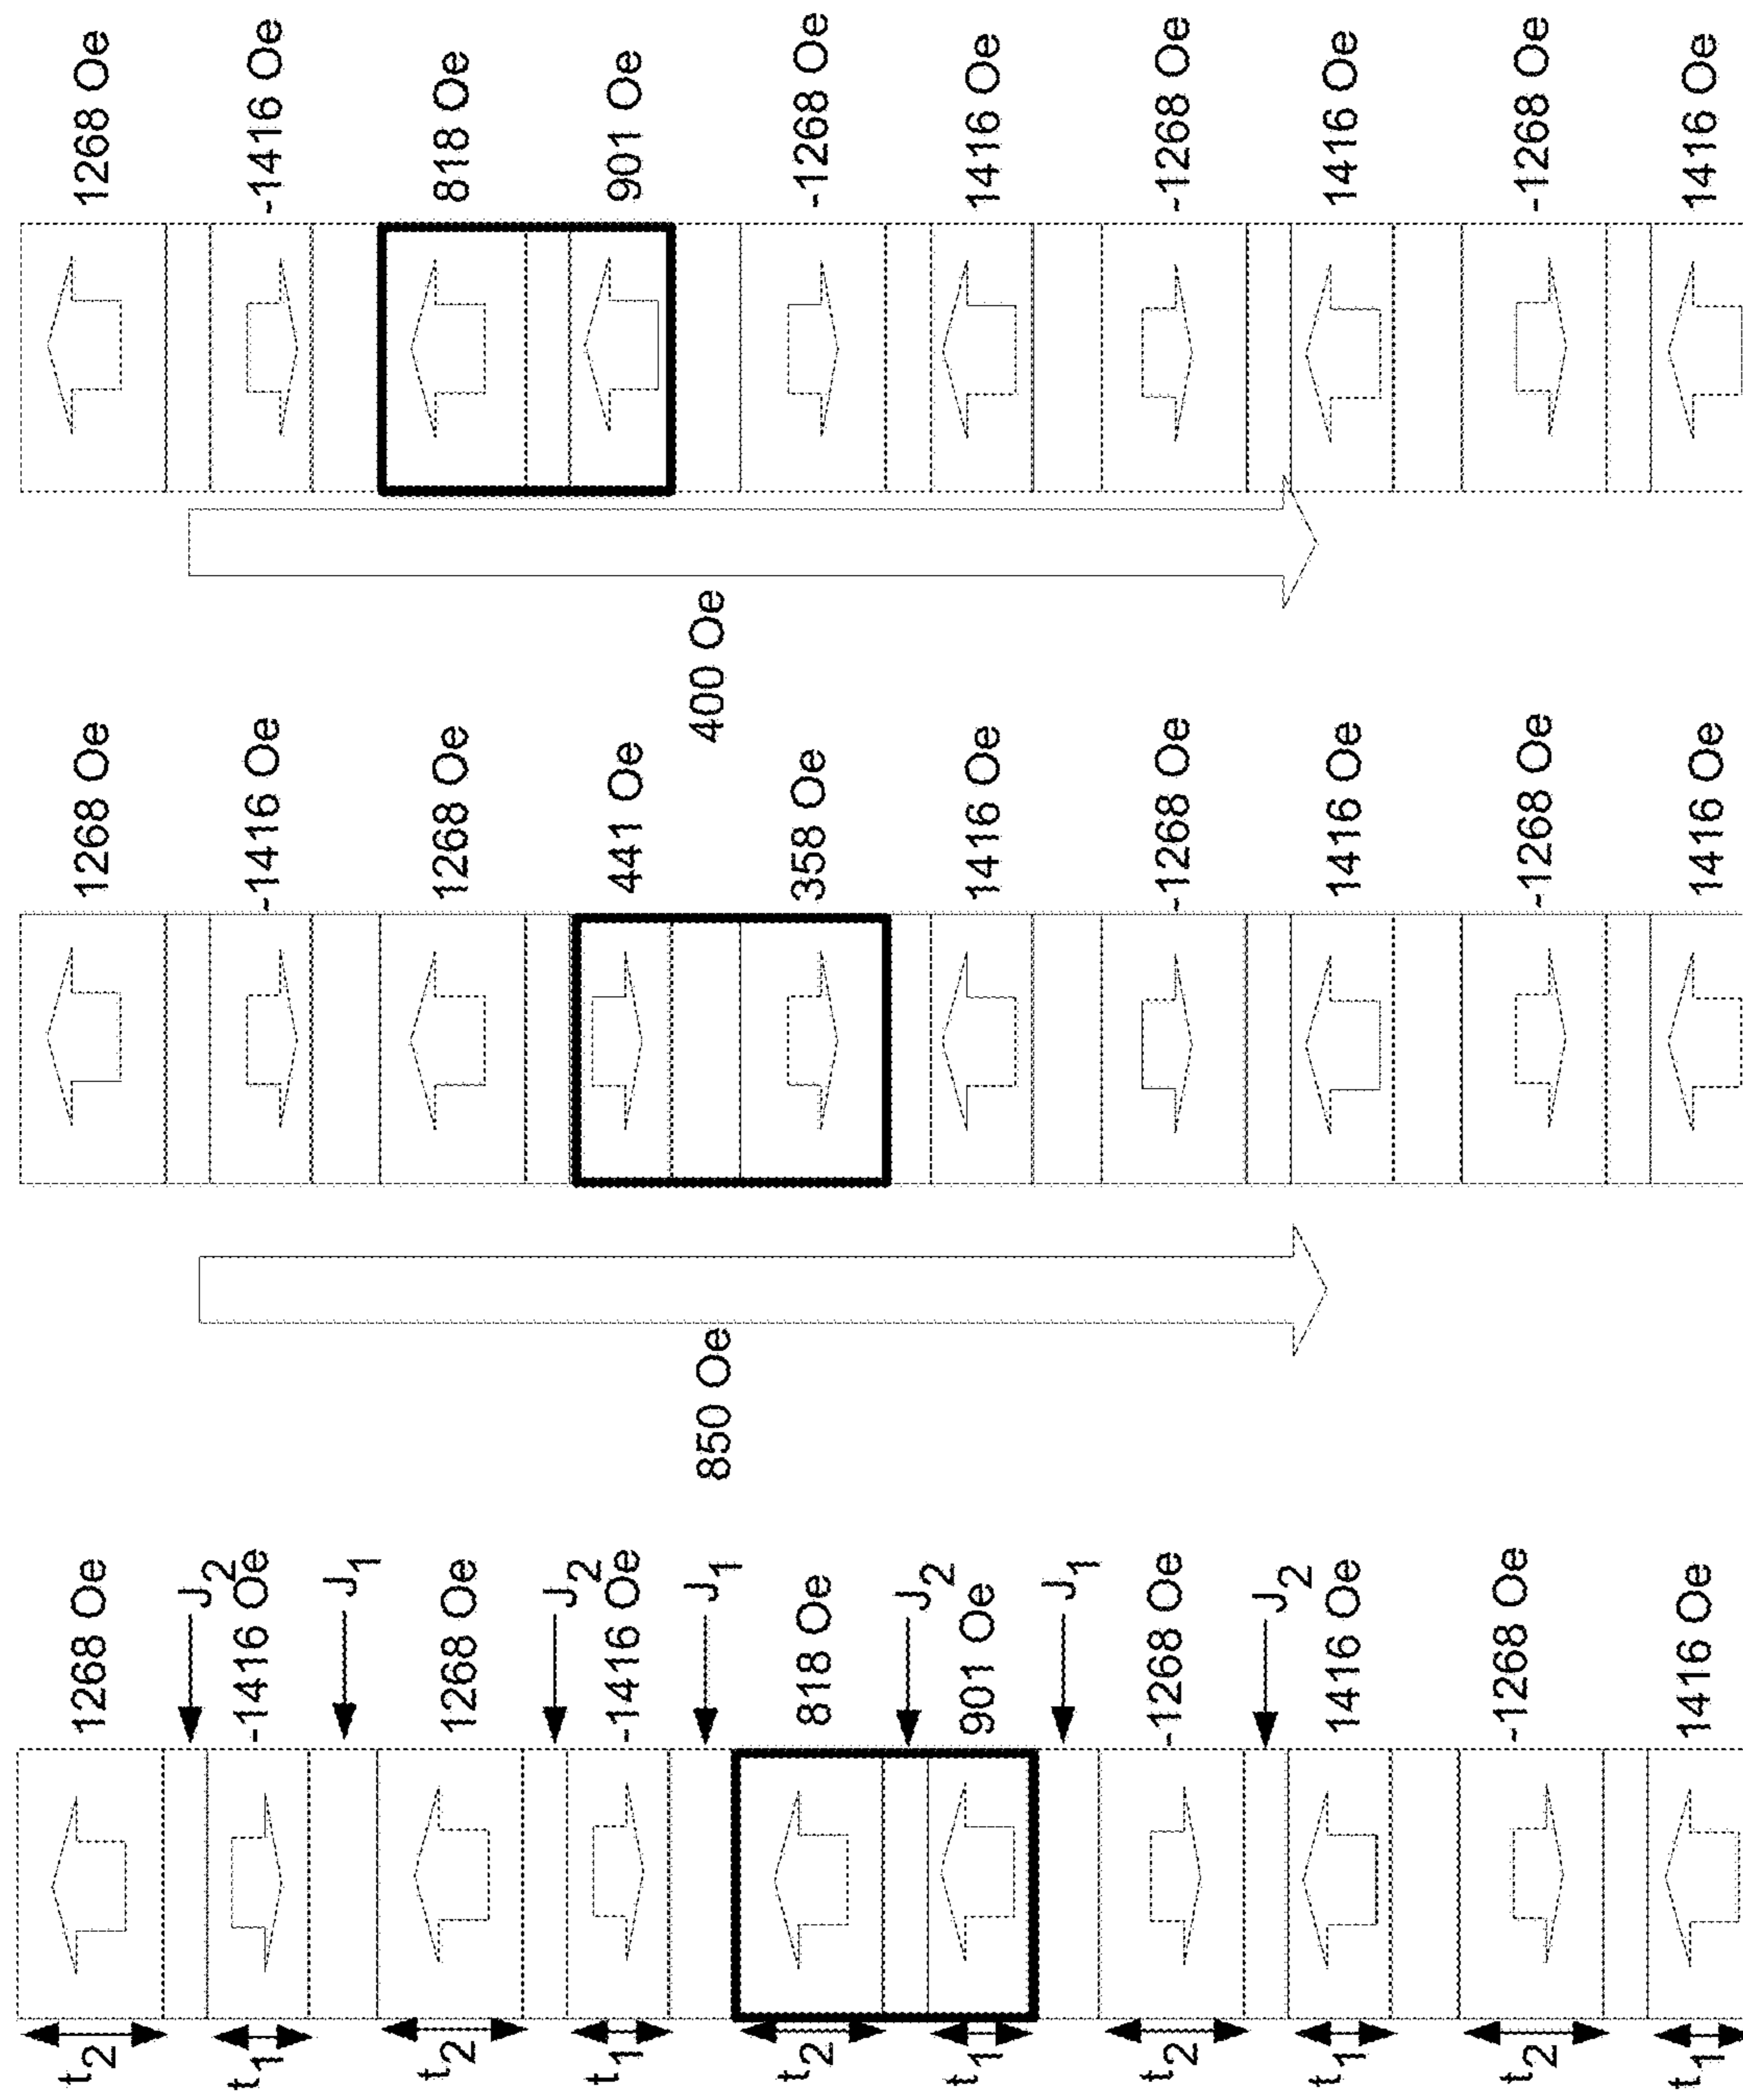 t2 1268 Oe 1268 Oe 1268 Oe
J2
t1 -1416 Oe -1416 Oe -1416 Oe
J1
t2 1268 Oe 1268 Oe 818 Oe
J2
t1 -1416 Oe 441 Oe 901 Oe
J1 850 Oe 400 Oe
t2 818 Oe 358 Oe -1268 Oe
J2
t1 901 Oe 1416 Oe 1416 Oe
J1
t2 -1268 Oe -1268 Oe -1268 Oe
J2
t1 1416 Oe 1416 Oe 1416 Oe
t2 -1268 Oe -1268 Oe -1268 Oe
t1 1416 Oe 1416 Oe 1416 Oe